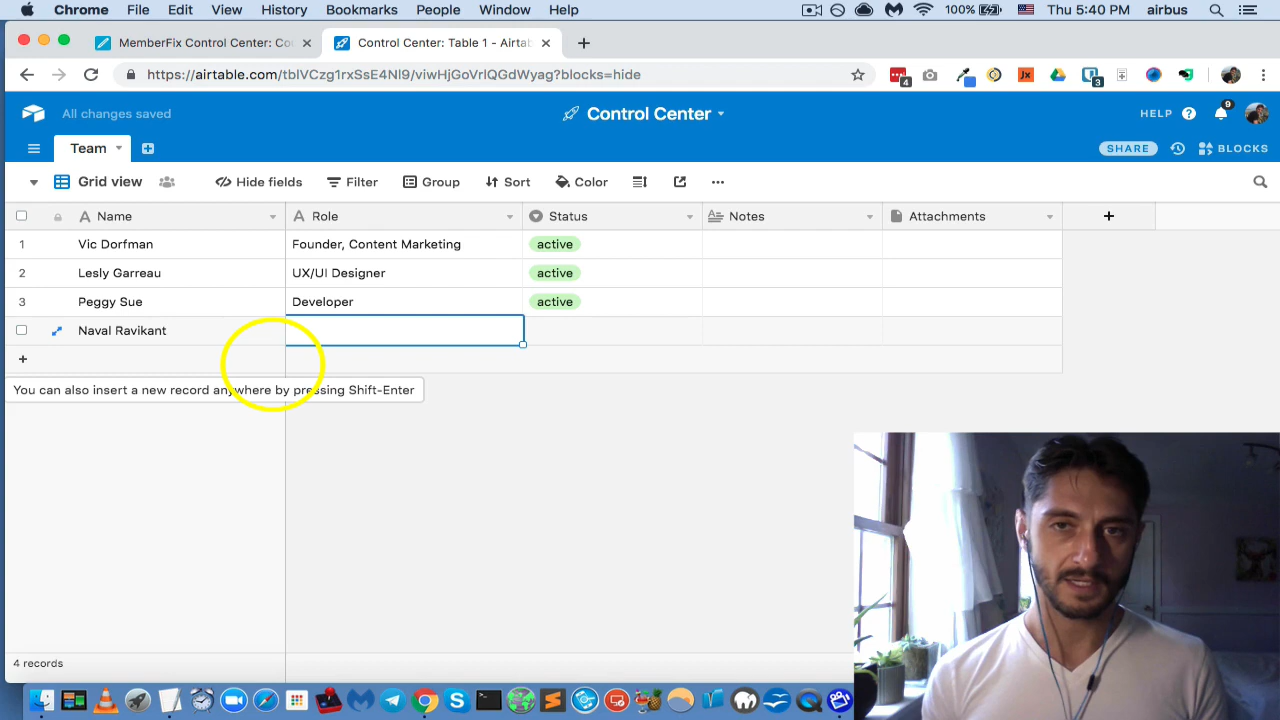 Chrome File Edit View History Bookmarks People Window Help 100% Thu 5:40 PM airbus
MemberFix Control Center: Co
Control Center: Table 1 - Airtab
https://airtable.com/tblVCzg1rxSsE4Nl9/viwHjGoVrlQGdWyag?blocks=hide
4
3
All changes saved
Control Center
HELP
9
Team
SHARE
BLOCKS
Grid view
Hide fields
Filter
Group
Sort
Color
Name Role Status Notes Attachments
1 Vic Dorfman Founder, Content Marketing active
2 Lesly Garreau UX/UI Designer active
3 Peggy Sue Developer active
Naval Ravikant
You can also insert a new record anywhere by pressing Shift-Enter
4 records